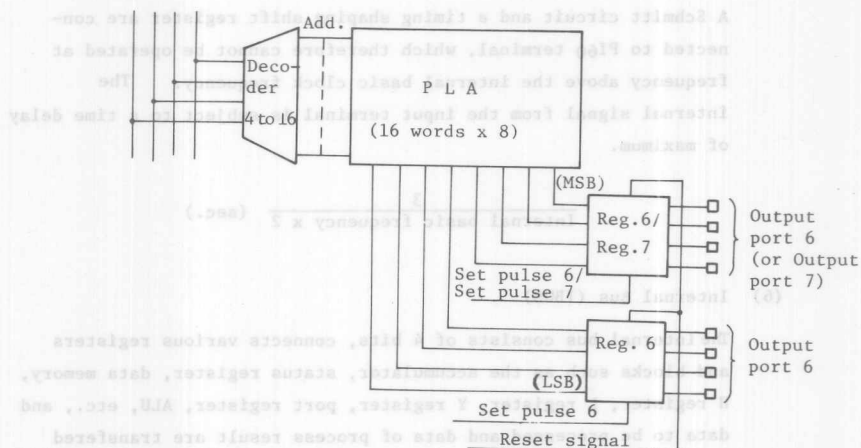 Add.
Deco-
der
4 to 16
P L A
(16 words x 8)
(MSB)
Reg.6/
Reg.7
Output
port 6
(or Output
port 7)
Set pulse 6/
Set pulse 7
Reg. 6
(LSB)
Output
port 6
Set pulse 6
Reset signal
A Schmitt circuit and a timing shaping shift register are con-
nected to PI60 terminal, which therefore cannot be operated at
frequency above the internal basic clock frequency. The
internal signal from the input terminal is subject to a time delay
of maximum.
3
Internal basic frequency x 2
(sec.)
(6) Internal Bus
The internal bus consists of 4 bits, connects various registers
and blocks such as the accumulator, status register, data memory,
register, Y register, port register, ALU, etc., and
data to be processed and data of process result are transfered